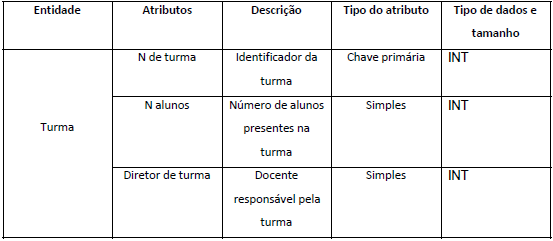 Entidade Atributos Descrição Tipo do atributo Tipo de dados e
tamanho
Turma
N de turma Identificador da Chave primária INT
turma
N alunos Número de alunos Simples INT
presentes na
turma
Diretor de turma Docente Simples INT
responsável pela
turma